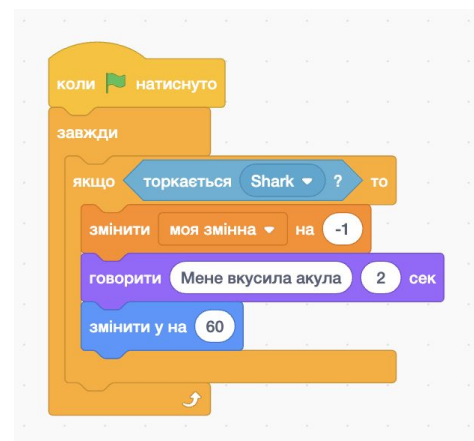 коли натиснуто
завжди
якщо торкається Shark ? то
змінити моя змінна на -1
говорити Мене вкусила акула 2 сек
змінити y на 60